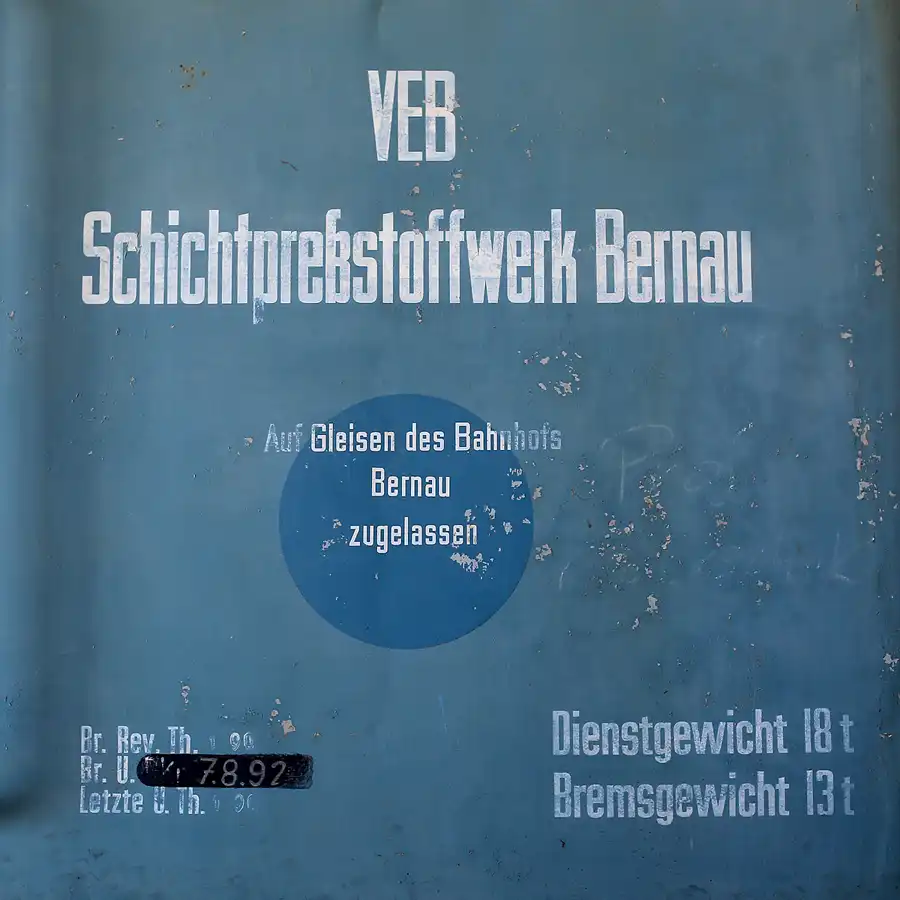 VEB
Schichtpreßstoffwerk Bernau
Auf Gleisen des Bahnhofs
Bernau
zugelassen
Br. Rev. Th.
Br. U. 7.8.92
Letzte U. Th.
Dienstgewicht 18 t
Bremsgewicht 13 t